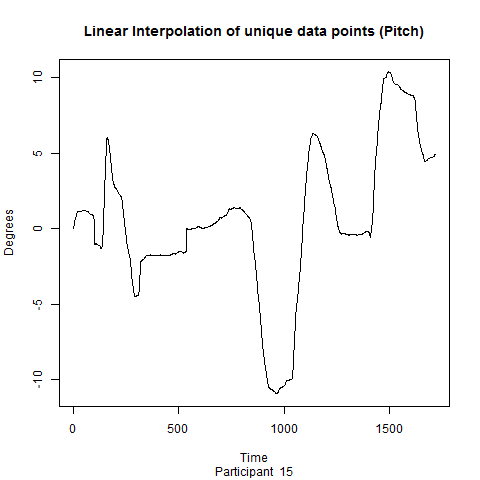 Linear Interpolation of unique data points (Pitch)
Degrees
10
5
0
-5
-10
0 500 1000 1500
Time
Participant 15